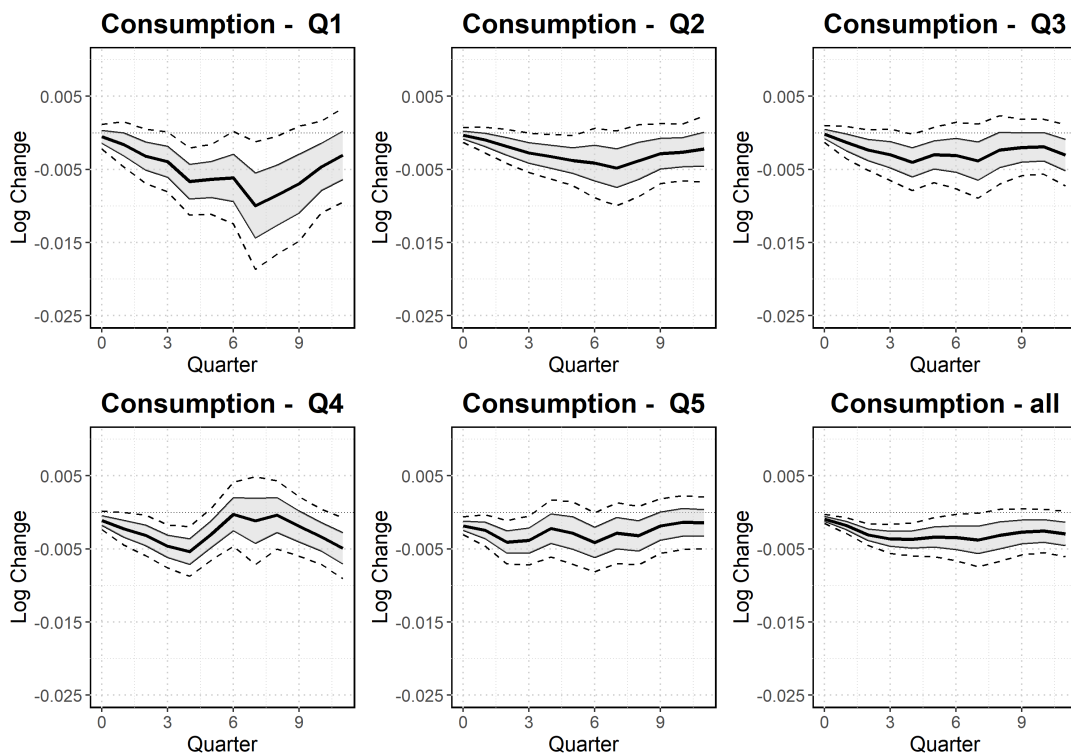 Consumption -  Q1
Consumption -  Q2
Consumption -  Q3
Log Change
0.005
-0.005
-0.015
-0.025
0 3 6 9
Quarter
Log Change
0.005
-0.005
-0.015
-0.025
0 3 6 9
Quarter
Log Change
0.005
-0.005
-0.015
-0.025
0 3 6 9
Quarter
Consumption -  Q4
Consumption -  Q5
Consumption - all
Log Change
0.005
-0.005
-0.015
-0.025
0 3 6 9
Quarter
Log Change
0.005
-0.005
-0.015
-0.025
0 3 6 9
Quarter
Log Change
0.005
-0.005
-0.015
-0.025
0 3 6 9
Quarter